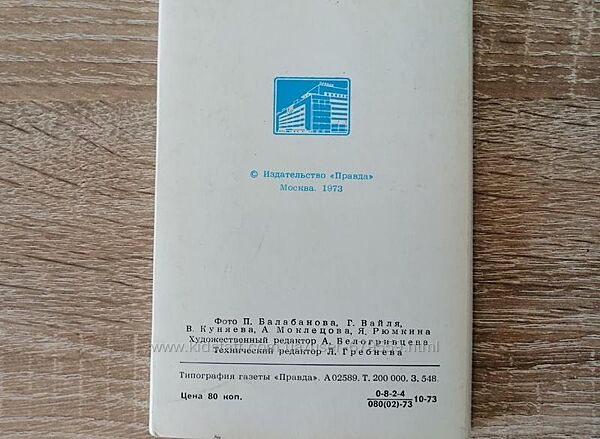 © Издательство «Правда»
Москва. 1973
Фото П. Балабанова, Г. Вайля,
В. Куняева, А. Моклецова, Я. Рюмкина
Художественный редактор А. Белогривцева
Технический редактор Л. Гребнева
Типография газеты «Правда». А 02589. Т. 200 000. З. 548.
Цена 80 коп.
0-8-2-4
080(02)-73 10-73